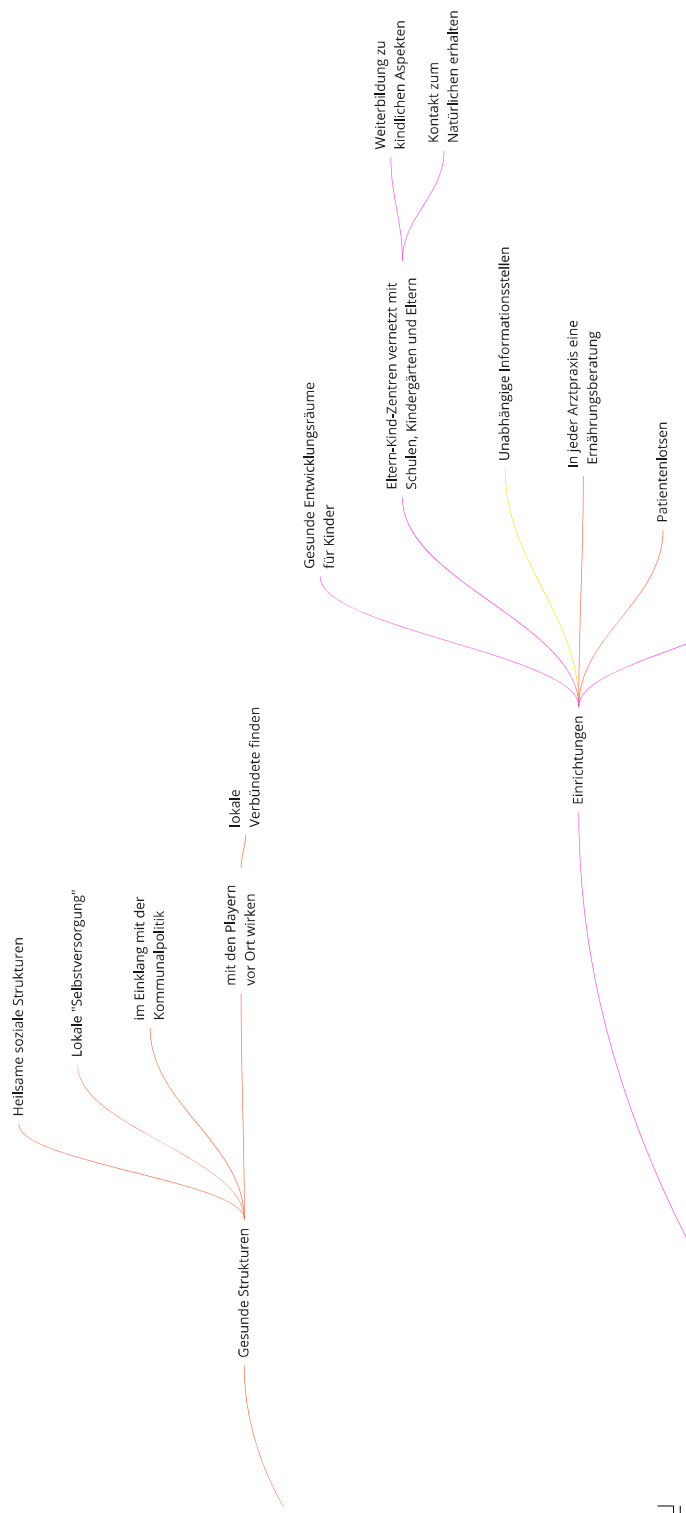 Heilsame soziale Strukturen
Lokale "Selbstversorgung"
im Einklang mit der
Kommunalpolitik
mit den Playern
vor Ort wirken
lokale
Verbündete finden
Gesunde Strukturen
Gesunde Entwicklungsräume
für Kinder
Eltern-Kind-Zentren vernetzt mit
Schulen, Kindergärten und Eltern
Weiterbildung zu
kindlichen Aspekten
Kontakt zum
Natürlichen erhalten
Unabhängige Informationsstellen
In jeder Arztpraxis eine
Ernährungsberatung
Patientenlotsen
Einrichtungen